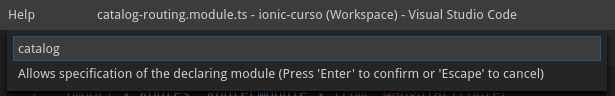 Help catalog-routing.module.ts - ionic-curso (Workspace) - Visual Studio Code
catalog
Allows specification of the declaring module (Press 'Enter' to confirm or 'Escape' to cancel)